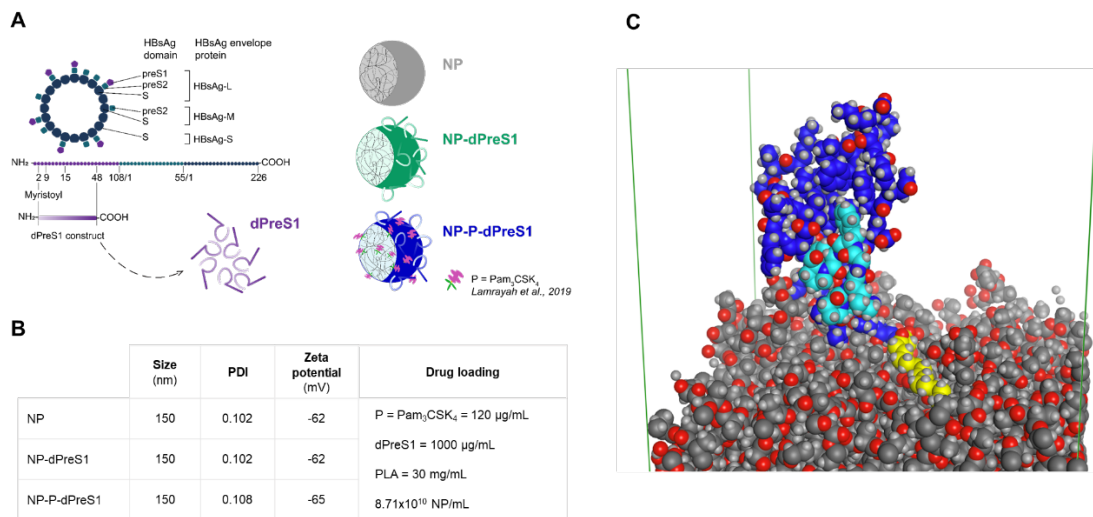 A
HBsAg domain
HBsAg envelope protein
preS1
preS2
S
HBsAg-L
preS2
S
HBsAg-M
S
HBsAg-S
NH₂
COOH
2 9 15 48 108/1 55/1 226
Myristoyl
NH₂
COOH
dPreS1 construct
dPreS1
NP
NP-dPreS1
NP-P-dPreS1
P = Pam₃CSK₄
Lamrayah et al., 2019
B
Size (nm) PDI Zeta potential (mV) Drug loading
NP 150 0.102 -62
NP-dPreS1 150 0.102 -62
NP-P-dPreS1 150 0.108 -65
P = Pam₃CSK₄ = 120 µg/mL
dPreS1 = 1000 µg/mL
PLA = 30 mg/mL
8.71x10¹⁰ NP/mL
C